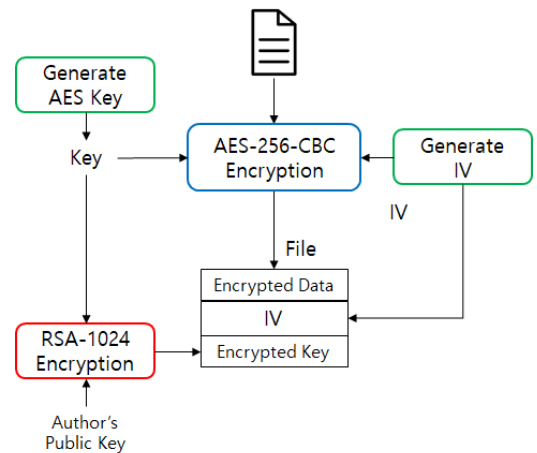 Generate
AES Key
Key
AES-256-CBC
Encryption
Generate
IV
IV
File
Encrypted Data
IV
Encrypted Key
RSA-1024
Encryption
Author's
Public Key